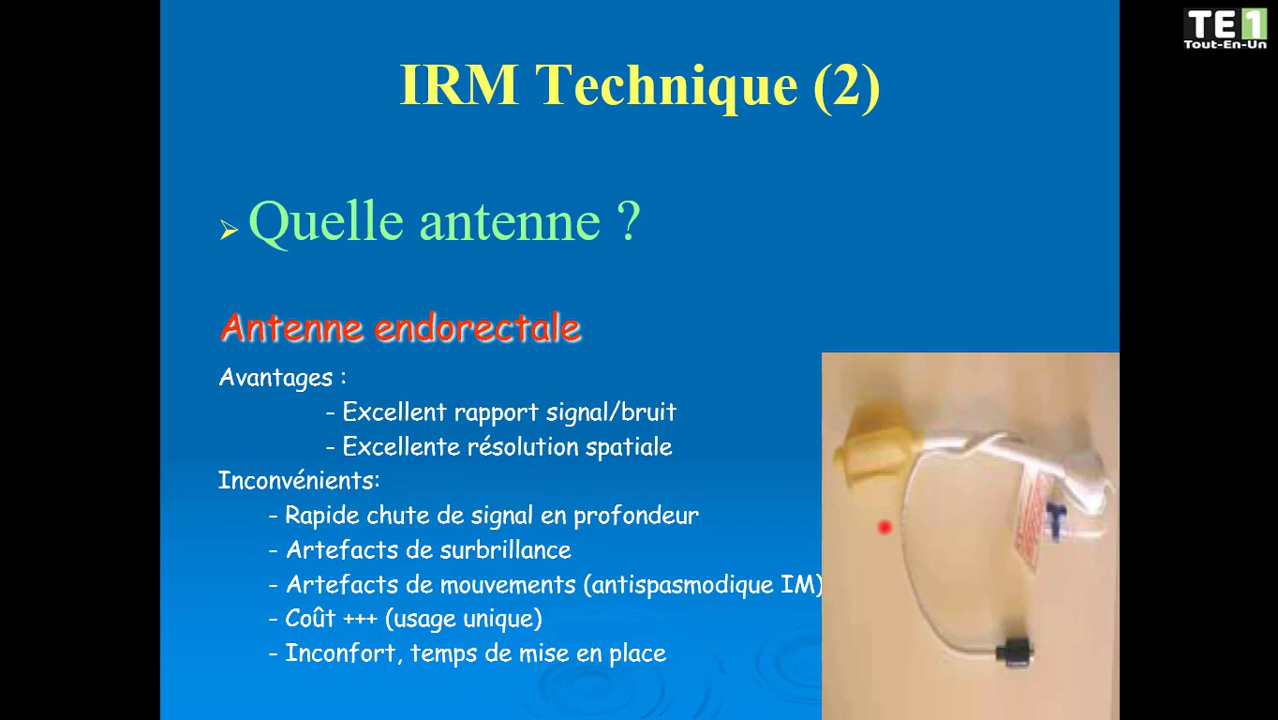 TE1
Tout-En-Un
IRM Technique (2)
Quelle antenne ?
Antenne endorectale
Avantages :
- Excellent rapport signal/bruit
- Excellente résolution spatiale
Inconvénients:
- Rapide chute de signal en profondeur
- Artefacts de surbrillance
- Artefacts de mouvements (antispasmodique IM)
- Coût +++ (usage unique)
- Inconfort, temps de mise en place